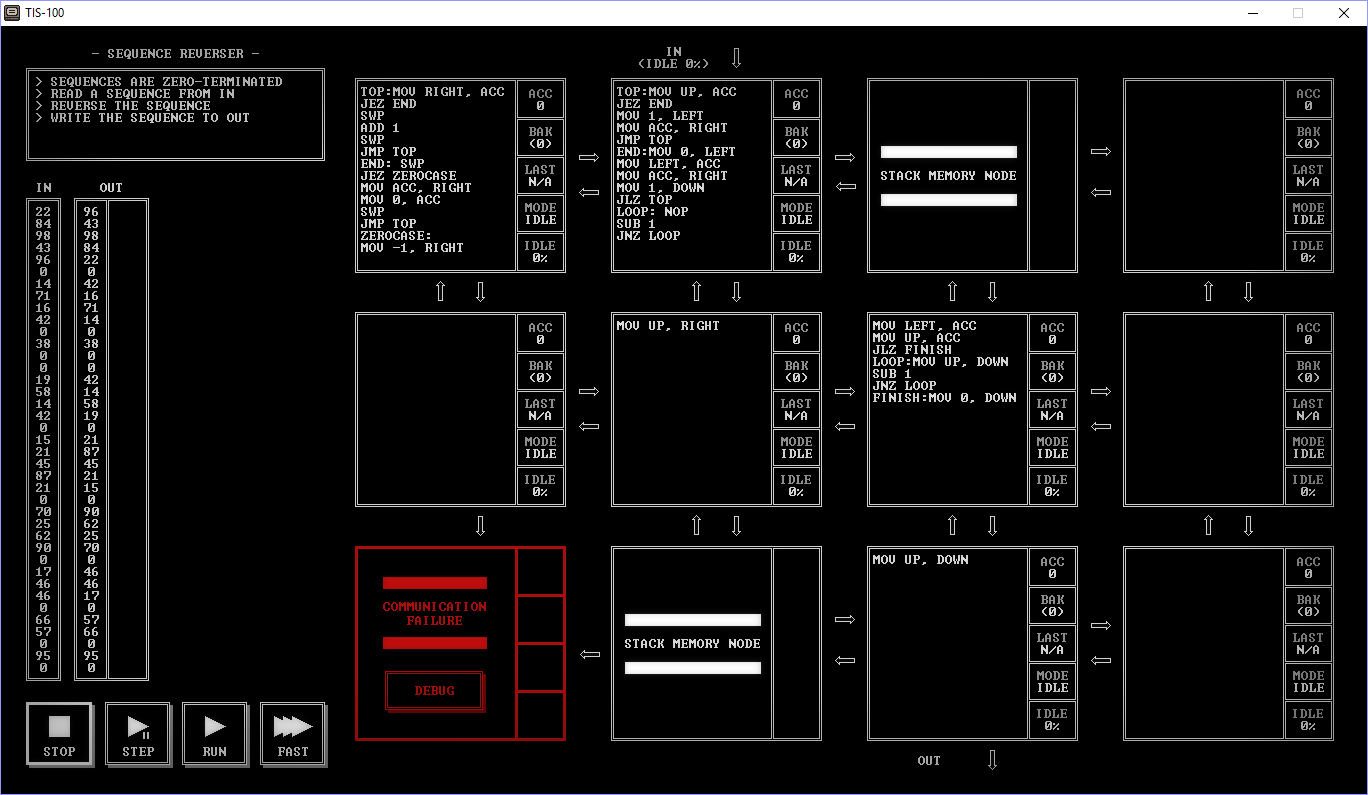 TIS-100
- SEQUENCE REVERSER -
> SEQUENCES ARE ZERO-TERMINATED
> READ A SEQUENCE FROM IN
> REVERSE THE SEQUENCE
> WRITE THE SEQUENCE TO OUT
IN OUT
22 96
84 43
98 98
43 84
96 22
0 0
14 42
71 16
16 71
42 14
0 0
38 38
0 0
0 0
19 42
58 14
14 58
42 19
0 0
15 21
21 87
45 45
87 21
21 15
0 0
70 90
25 62
62 25
90 70
0 0
17 46
46 46
46 17
0 0
66 57
57 66
0 0
95 95
0 0
STOP
STEP
RUN
FAST
IN
(IDLE 0%)
TOP:MOV RIGHT, ACC
JEZ END
SWP
ADD 1
SWP
JMP TOP
END: SWP
JEZ ZEROCASE
MOV ACC, RIGHT
MOV 0, ACC
SWP
JMP TOP
ZEROCASE:
MOV -1, RIGHT
ACC
0
BAK
(0)
LAST
N/A
MODE
IDLE
IDLE
0%
TOP:MOV UP, ACC
JEZ END
MOV 1, LEFT
MOV ACC, RIGHT
JMP TOP
END:MOV 0, LEFT
MOV LEFT, ACC
MOV ACC, RIGHT
MOV 1, DOWN
JLZ TOP
LOOP: NOP
SUB 1
JNZ LOOP
ACC
0
BAK
(0)
LAST
N/A
MODE
IDLE
IDLE
0%
STACK MEMORY NODE
ACC
0
BAK
(0)
LAST
N/A
MODE
IDLE
IDLE
0%
ACC
0
BAK
(0)
LAST
N/A
MODE
IDLE
IDLE
0%
MOV UP, RIGHT
ACC
0
BAK
(0)
LAST
N/A
MODE
IDLE
IDLE
0%
MOV LEFT, ACC
MOV UP, ACC
JLZ FINISH
LOOP:MOV UP, DOWN
SUB 1
JNZ LOOP
FINISH:MOV 0, DOWN
ACC
0
BAK
(0)
LAST
N/A
MODE
IDLE
IDLE
0%
ACC
0
BAK
(0)
LAST
N/A
MODE
IDLE
IDLE
0%
COMMUNICATION
FAILURE
DEBUG
STACK MEMORY NODE
MOV UP, DOWN
ACC
0
BAK
(0)
LAST
N/A
MODE
IDLE
IDLE
0%
ACC
0
BAK
(0)
LAST
N/A
MODE
IDLE
IDLE
0%
OUT